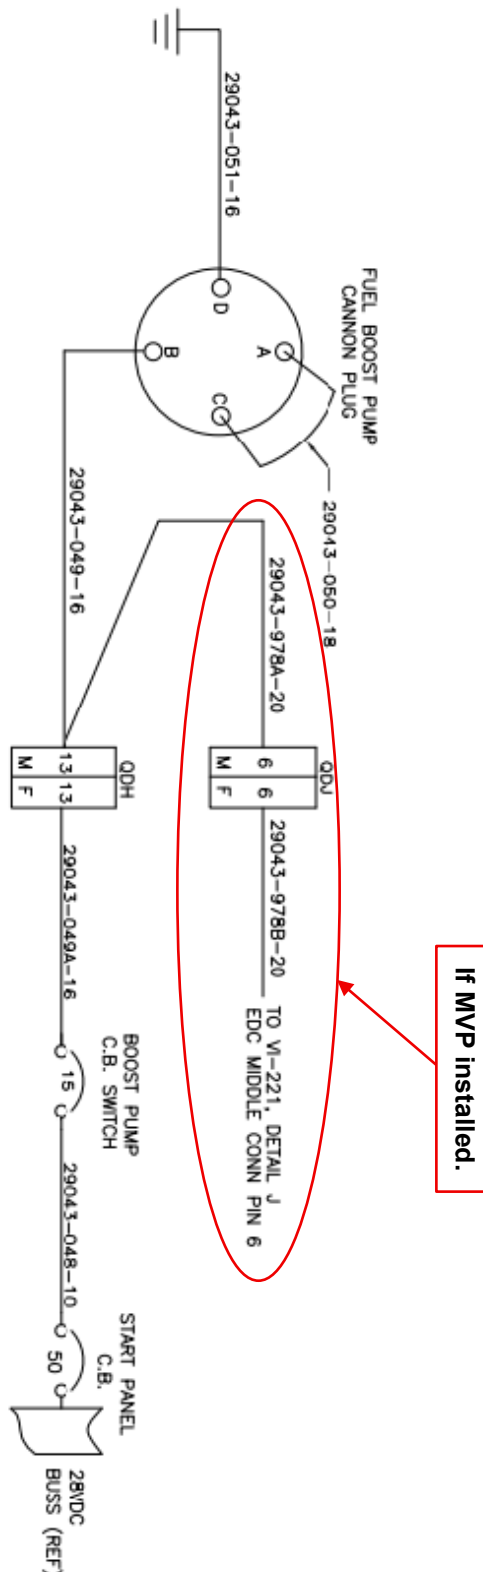 If MVP installed.
FUEL BOOST PUMP
CANNON PLUG
29043-051-16
D
A
B
C
29043-050-18
29043-049-16
29043-978A-20
QDJ
6 6
M F
29043-978B-20
TO VI-221, DETAIL J
EDC MIDDLE CONN PIN 6
QDH
13 13
M F
29043-049A-16
BOOST PUMP
C.B. SWITCH
15
29043-048-10
START PANEL
C.B.
50
28VDC
BUSS (REF)